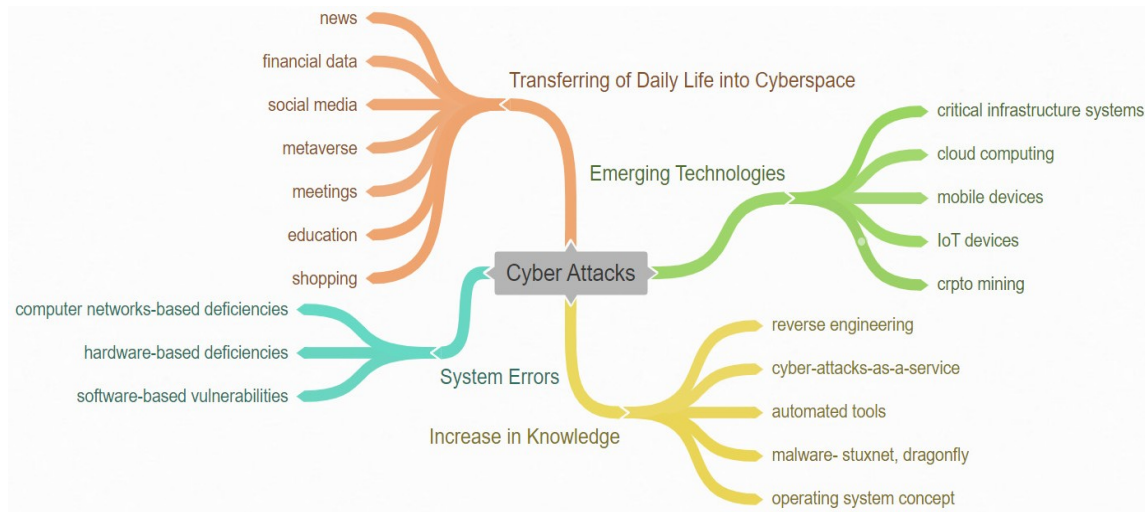 news
financial data
social media
metaverse
meetings
education
shopping
Transferring of Daily Life into Cyberspace
Emerging Technologies
critical infrastructure systems
cloud computing
mobile devices
IoT devices
crpto mining
Cyber Attacks
computer networks-based deficiencies
hardware-based deficiencies
software-based vulnerabilities
System Errors
Increase in Knowledge
reverse engineering
cyber-attacks-as-a-service
automated tools
malware- stuxnet, dragonfly
operating system concept